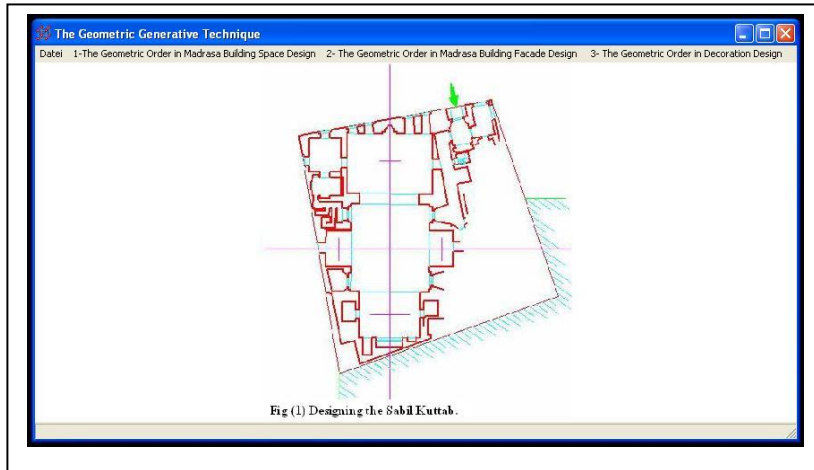 The Geometric Generative Technique
Datei 1-The Geometric Order in Madrasa Building Space Design 2- The Geometric Order in Madrasa Building Facade Design 3- The Geometric Order in Decoration Design
Fig (1) Designing the Sabil Kuttab.